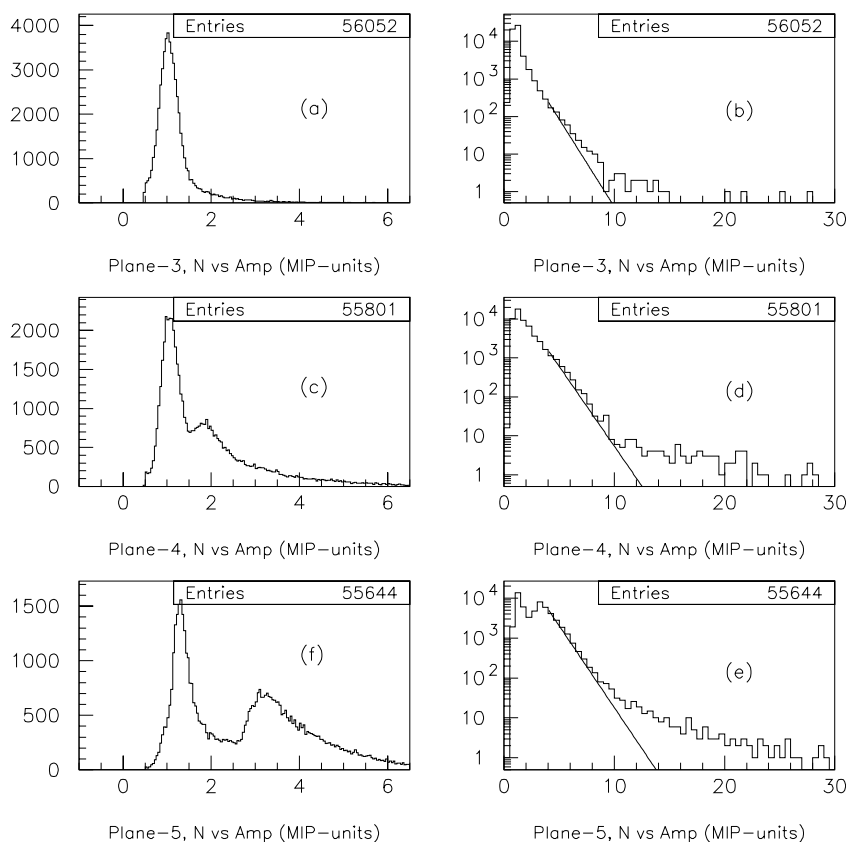 Entries 56052
4000
3000
2000
1000
0
(a)
0 2 4 6
Plane-3, N vs Amp (MIP-units)
Entries 56052
10^4
10^3
10^2
10
1
(b)
0 10 20 30
Plane-3, N vs Amp (MIP-units)
Entries 55801
2000
1500
1000
500
0
(c)
0 2 4 6
Plane-4, N vs Amp (MIP-units)
Entries 55801
10^4
10^3
10^2
10
1
(d)
0 10 20 30
Plane-4, N vs Amp (MIP-units)
Entries 55644
1500
1000
500
0
(f)
0 2 4 6
Plane-5, N vs Amp (MIP-units)
Entries 55644
10^4
10^3
10^2
10
1
(e)
0 10 20 30
Plane-5, N vs Amp (MIP-units)